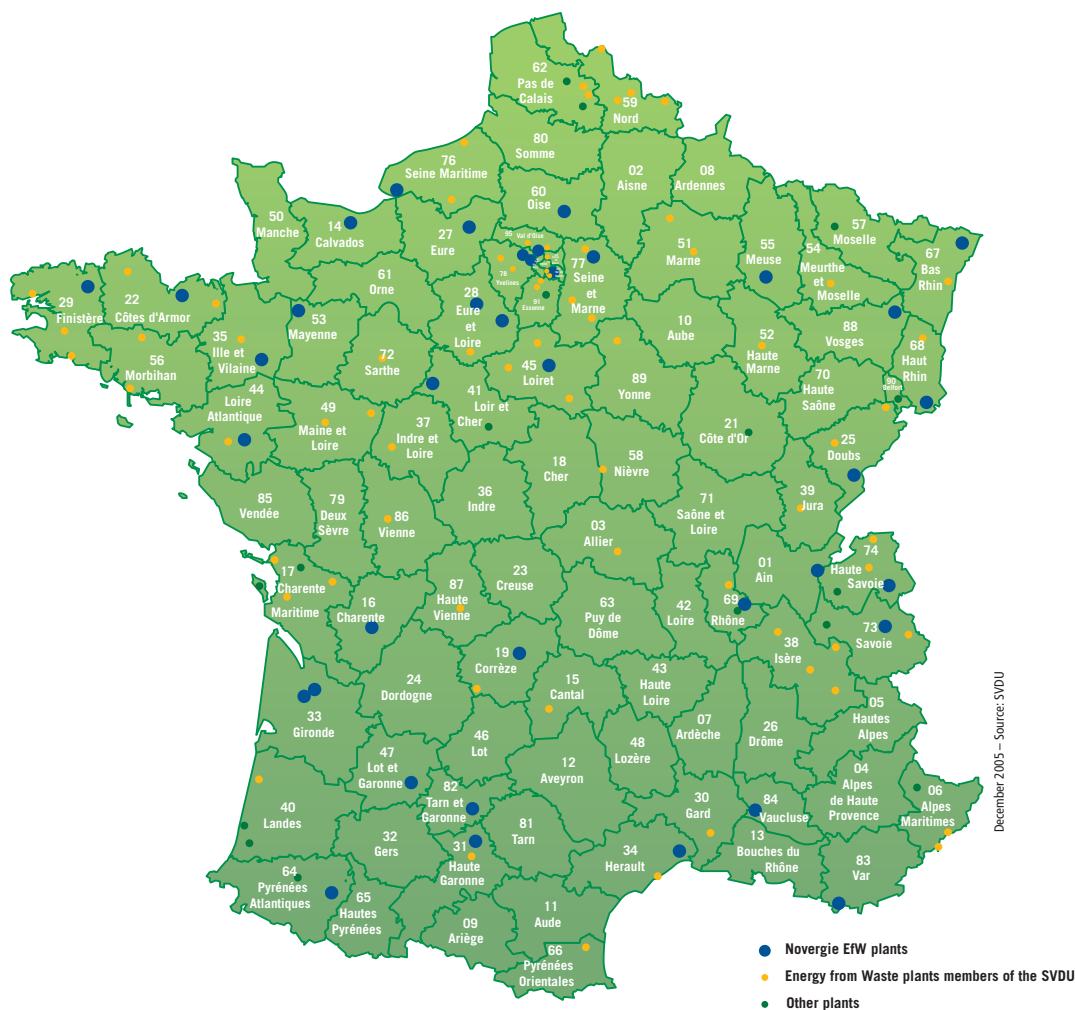 62
Pas de
Calais
59
Nord
80
Somme
76
Seine Maritime
02
Aisne
08
Ardennes
60
Oise
50
Manche
14
Calvados
27
Eure
95 Val d'Oise
78
Yvelines
91
Essonne
77
Seine
et
Marne
51
Marne
55
Meuse
54
Meurthe
et
Moselle
57
Moselle
67
Bas
Rhin
61
Orne
28
Eure et
Loire
29
Finistère
22
Côtes d'Armor
53
Mayenne
35
Ille et
Vilaine
56
Morbihan
72
Sarthe
10
Aube
52
Haute
Marne
88
Vosges
68
Haut
Rhin
45
Loiret
89
Yonne
70
Haute
Saône
90
Belfort
44
Loire
Atlantique
49
Maine et
Loire
37
Indre et
Loire
41
Loir et
Cher
21
Côte d'Or
25
Doubs
18
Cher
58
Nièvre
39
Jura
85
Vendée
79
Deux
Sèvre
86
Vienne
36
Indre
71
Saône et
Loire
03
Allier
01
Ain
74
Haute
Savoie
17
Charente
Maritime
16
Charente
87
Haute
Vienne
23
Creuse
63
Puy de
Dôme
42
Loire
69
Rhône
73
Savoie
38
Isère
19
Corrèze
24
Dordogne
15
Cantal
43
Haute
Loire
33
Gironde
46
Lot
47
Lot et
Garonne
48
Lozère
07
Ardèche
26
Drôme
05
Hautes
Alpes
12
Aveyron
82
Tarn et
Garonne
04
Alpes
de Haute
Provence
06
Alpes
Maritimes
40
Landes
32
Gers
81
Tarn
30
Gard
84
Vaucluse
31
Haute
Garonne
34
Herault
13
Bouches du
Rhône
83
Var
64
Pyrénées
Atlantiques
65
Hautes
Pyrénées
09
Ariège
11
Aude
66
Pyrénées
Orientales
December 2005 – Source: SVDU
Novergie EfW plants
Energy from Waste plants members of the SVDU
Other plants